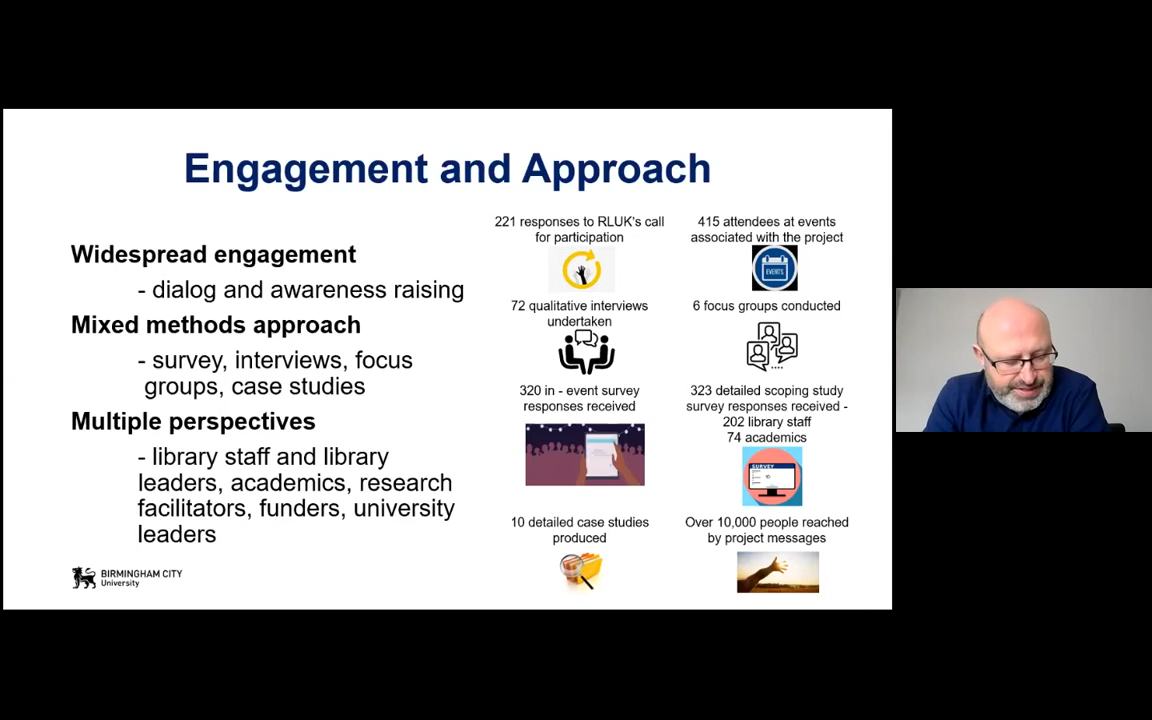 Engagement and Approach
Widespread engagement
- dialog and awareness raising
Mixed methods approach
- survey, interviews, focus
groups, case studies
Multiple perspectives
- library staff and library
leaders, academics, research
facilitators, funders, university
leaders
BIRMINGHAM CITY
University
221 responses to RLUK's call
for participation
415 attendees at events
associated with the project
EVENTS
72 qualitative interviews
undertaken
6 focus groups conducted
320 in - event survey
responses received
323 detailed scoping study
survey responses received -
202 library staff
74 academics
SURVEY
10 detailed case studies
produced
Over 10,000 people reached
by project messages